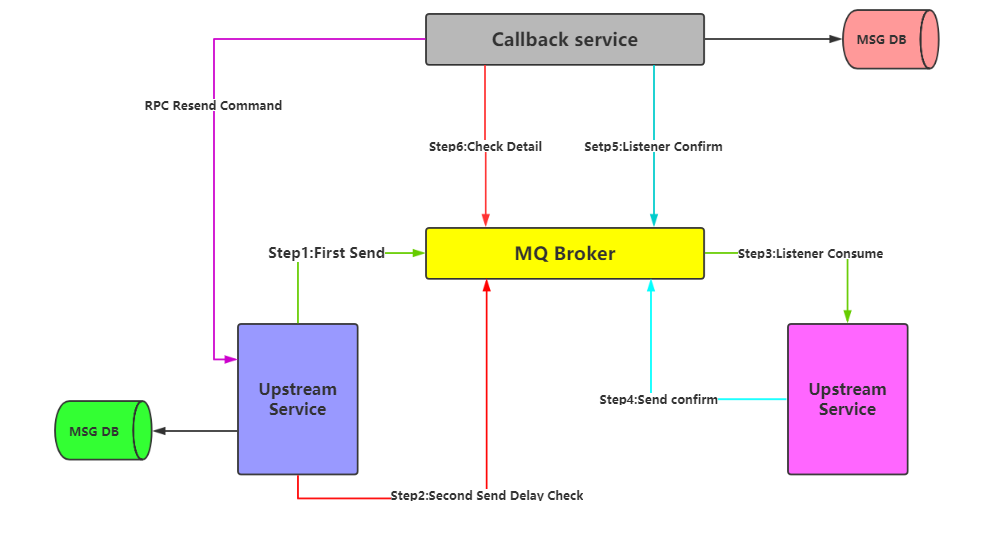 Callback service
MSG DB
RPC Resend Command
Step6:Check Detail
Setp5:Listener Confirm
Step1:First Send
MQ Broker
Step3:Listener Consume
Upstream
Service
Upstream
Service
Step4:Send confirm
MSG DB
Step2:Second Send Delay Check